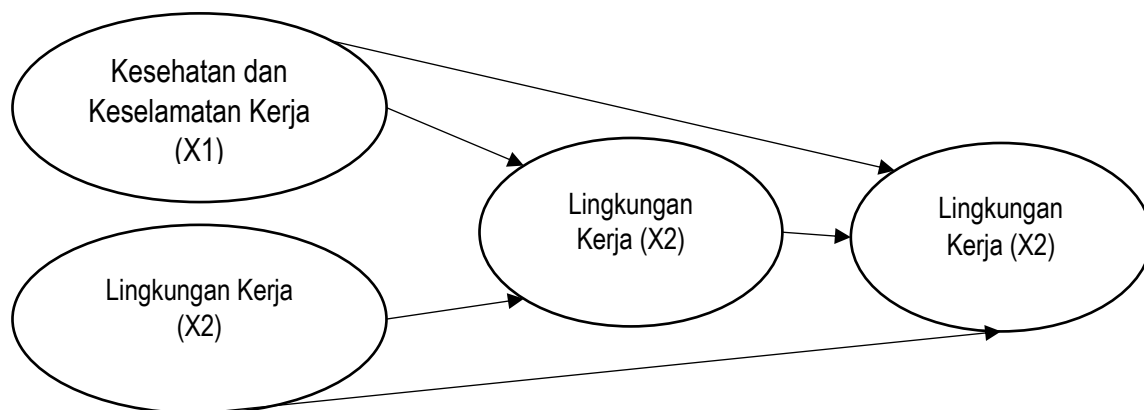 Kesehatan dan
Keselamatan Kerja
(X1)
Lingkungan Kerja
(X2)
Lingkungan
Kerja (X2)
Lingkungan
Kerja (X2)